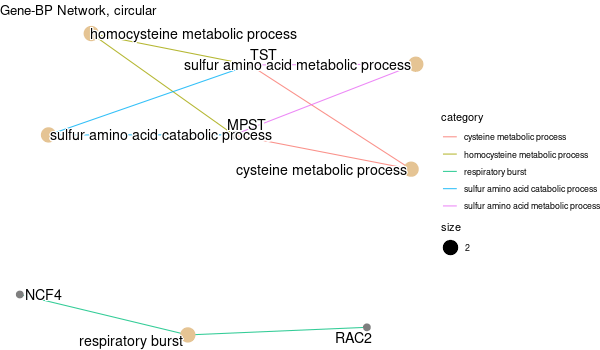 Gene-BP Network, circular
homocysteine metabolic process
TST
sulfur amino acid metabolic process
MPST
sulfur amino acid catabolic process
cysteine metabolic process
category
cysteine metabolic process
homocysteine metabolic process
respiratory burst
sulfur amino acid catabolic process
sulfur amino acid metabolic process
size
2
NCF4
respiratory burst
RAC2